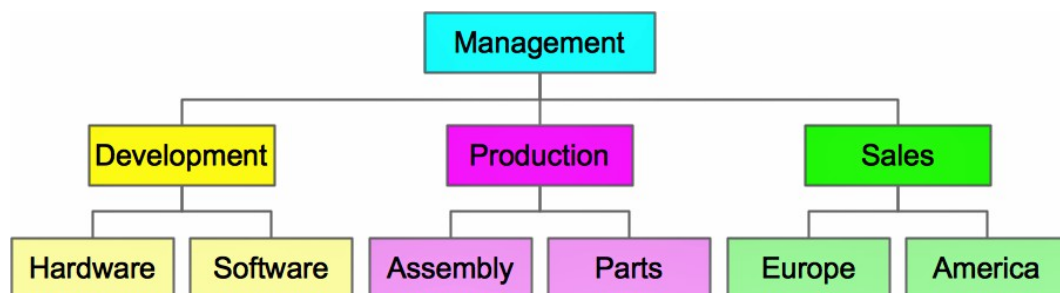 Management
Development
Production
Sales
Hardware
Software
Assembly
Parts
Europe
America